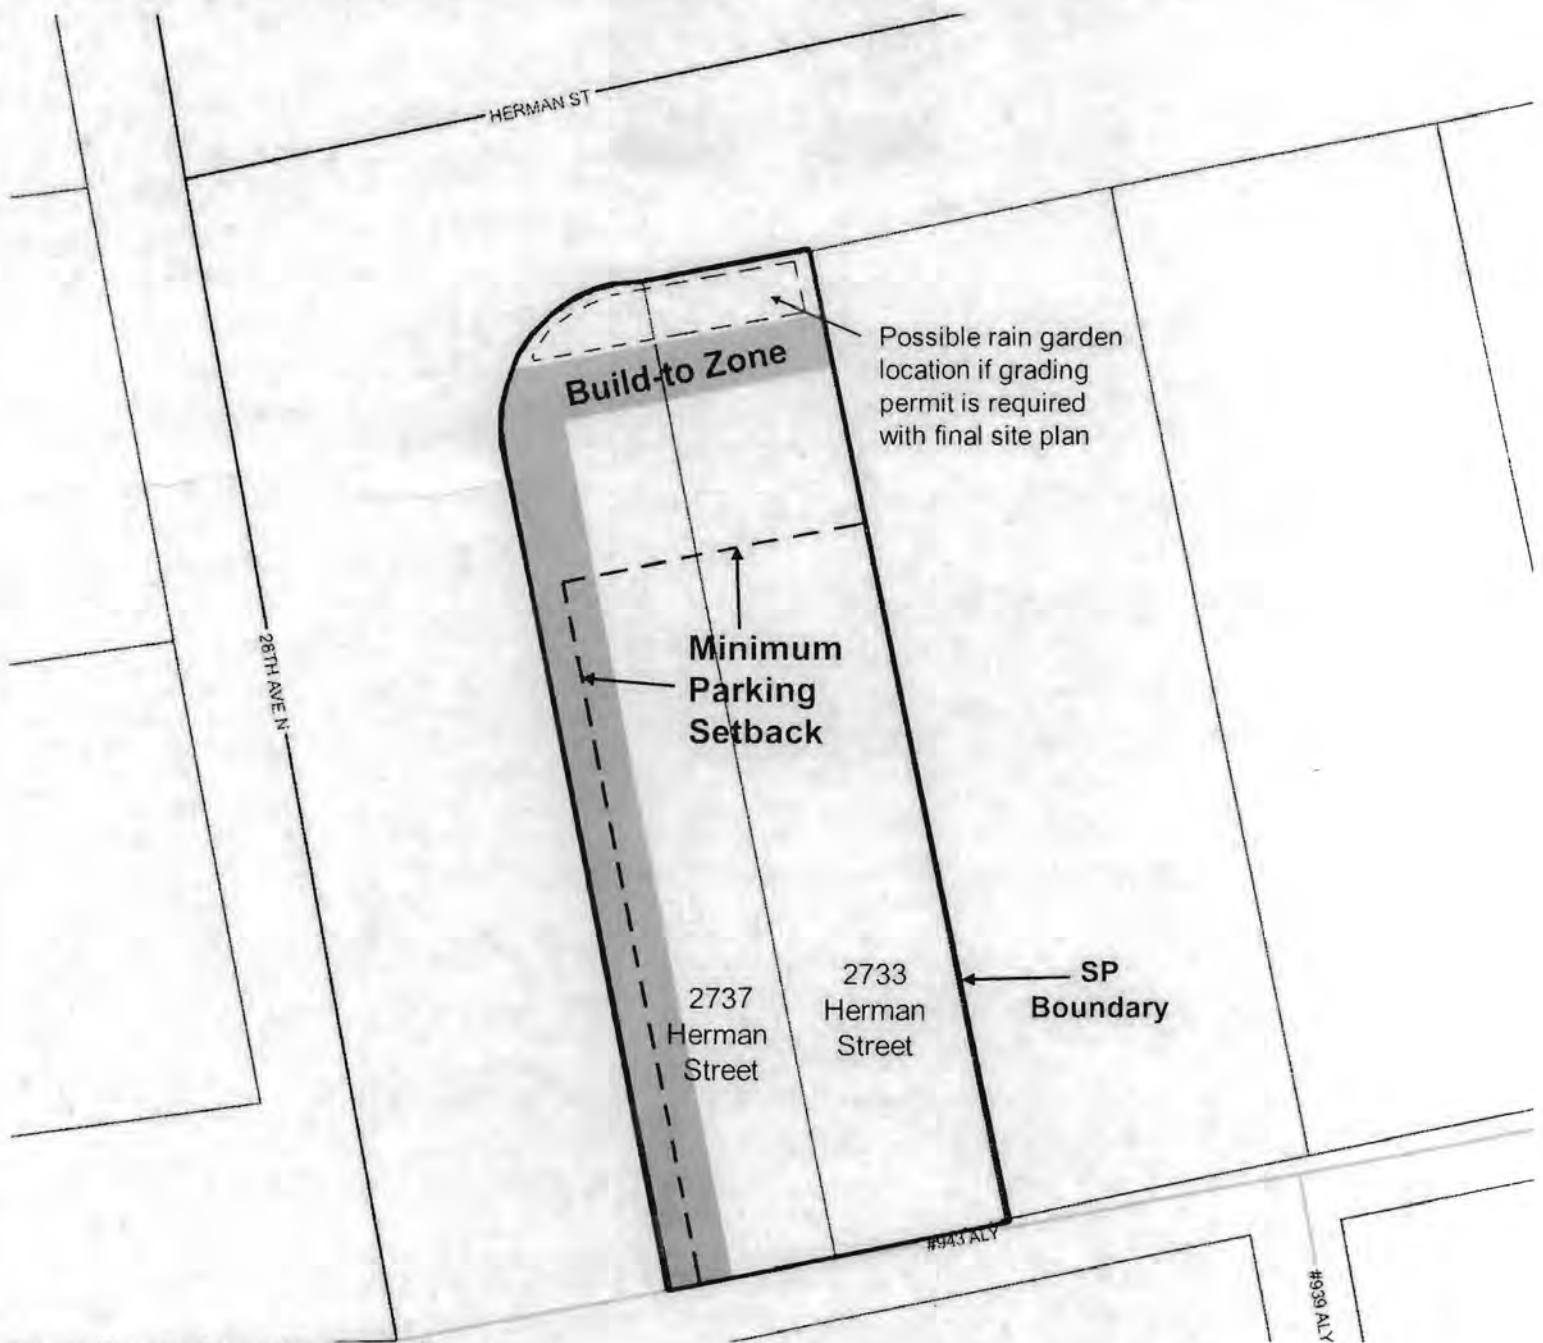 HERMAN ST
Build-to Zone
Possible rain garden
location if grading
permit is required
with final site plan
28TH AVE N
Minimum
Parking
Setback
2737
Herman
Street
2733
Herman
Street
SP
Boundary
#943 ALY
#939 ALY